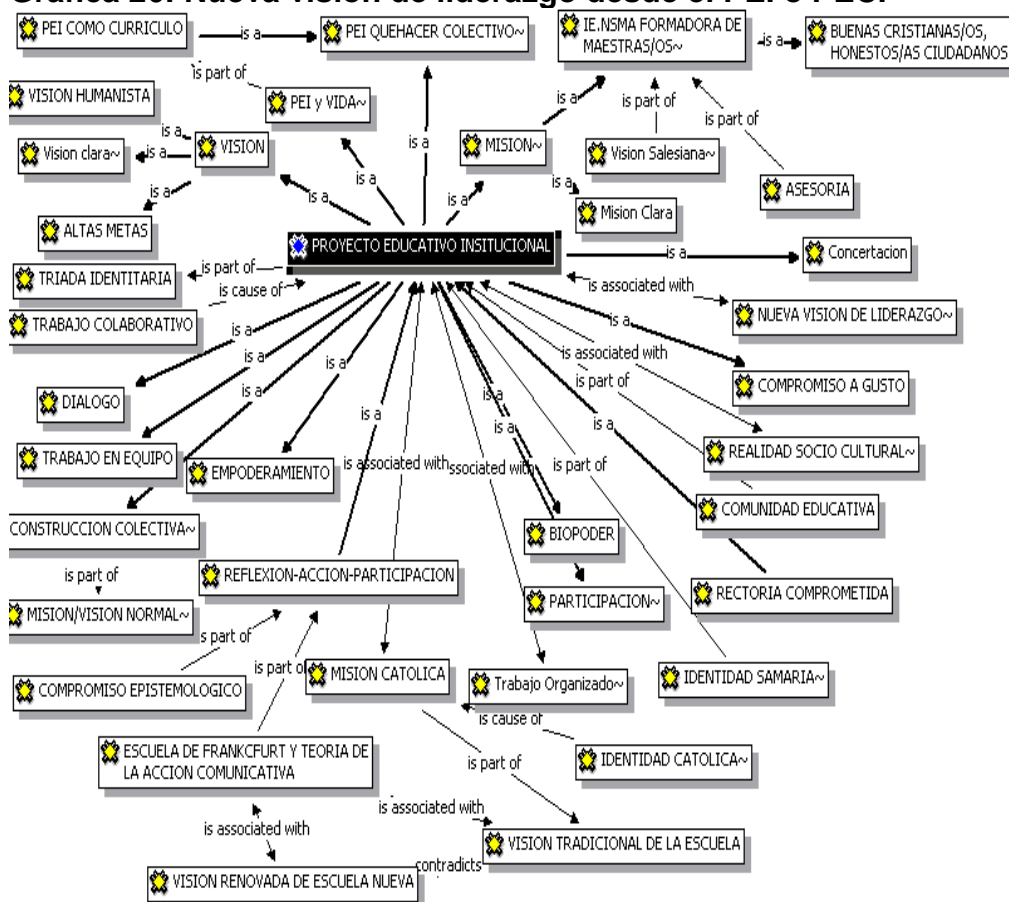 PEI COMO CURRICULO
is a
PEI QUEHACER COLECTIVO~
IE.NSMA FORMADORA DE
MAESTRAS/OS~
is a
BUENAS CRISTIANAS/OS,
HONESTOS/AS CIUDADANOS
is part of
VISION HUMANISTA
PEI y VIDA~
is a
is a
is part of
is part of
is a
Vision clara~
is a
VISION
MISION~
Vision Salesiana~
is a
is a
is a
is a
is a
is a
ASESORIA
ALTAS METAS
Mision Clara
PROYECTO EDUCATIVO INSITUCIONAL
is a
Concertacion
TRIADA IDENTITARIA
is part of
is cause of
is associated with
TRABAJO COLABORATIVO
NUEVA VISION DE LIDERAZGO~
is a
is a
is a
is a
is a
is associated with
is part of
COMPROMISO A GUSTO
DIALOGO
is a
is a
is a
is a
is a
TRABAJO EN EQUIPO
EMPODERAMIENTO
is associated with
ssociated with
is part of
REALIDAD SOCIO CULTURAL~
COMUNIDAD EDUCATIVA
CONSTRUCCION COLECTIVA~
BIOPODER
is part of
REFLEXION-ACCION-PARTICIPACION
PARTICIPACION~
RECTORIA COMPROMETIDA
MISION/VISION NORMAL~
s part of
is part of
MISION CATOLICA
Trabajo Organizado~
IDENTIDAD SAMARIA~
COMPROMISO EPISTEMOLOGICO
is cause of
ESCUELA DE FRANKCFURT Y TEORIA DE
LA ACCION COMUNICATIVA
is part of
IDENTIDAD CATOLICA~
is associated with
is associated with
VISION TRADICIONAL DE LA ESCUELA
contradicts
VISION RENOVADA DE ESCUELA NUEVA